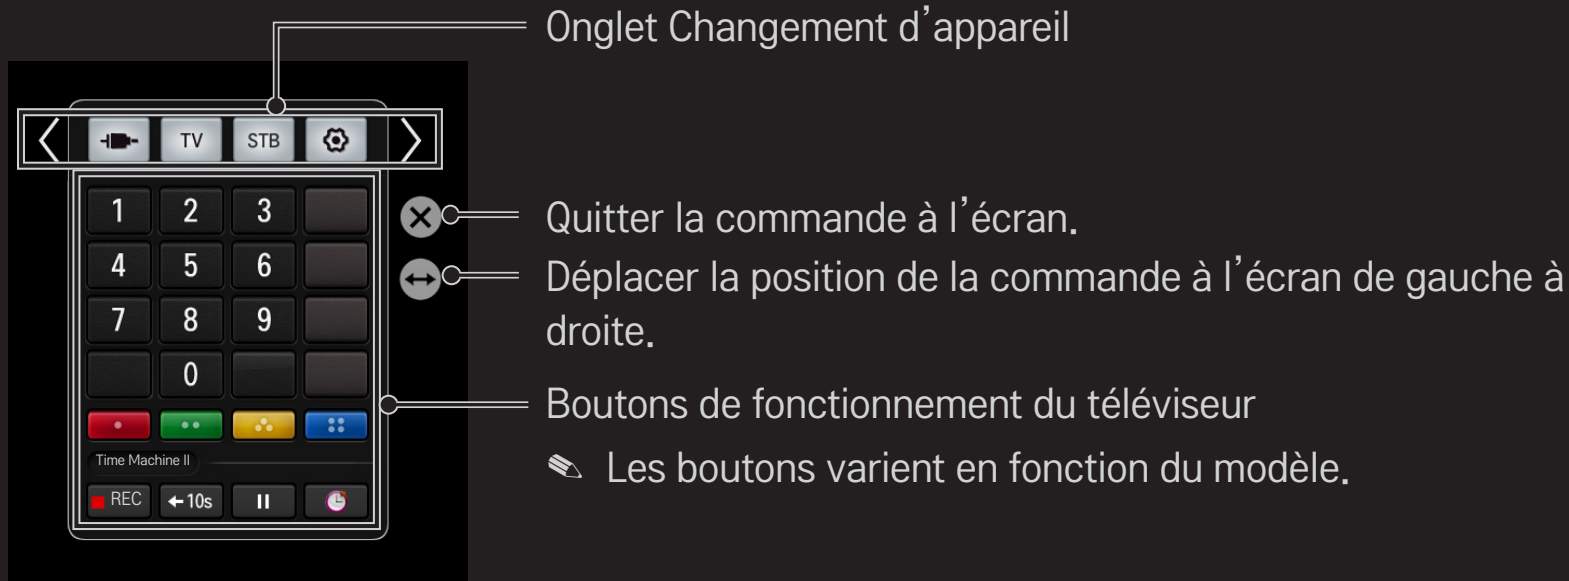 Onglet Changement d'appareil
TV STB
1 2 3
4 5 6
7 8 9
0
Time Machine II
REC 10s
Quitter la commande à l'écran.
Déplacer la position de la commande à l'écran de gauche à
droite.
Boutons de fonctionnement du téléviseur
Les boutons varient en fonction du modèle.